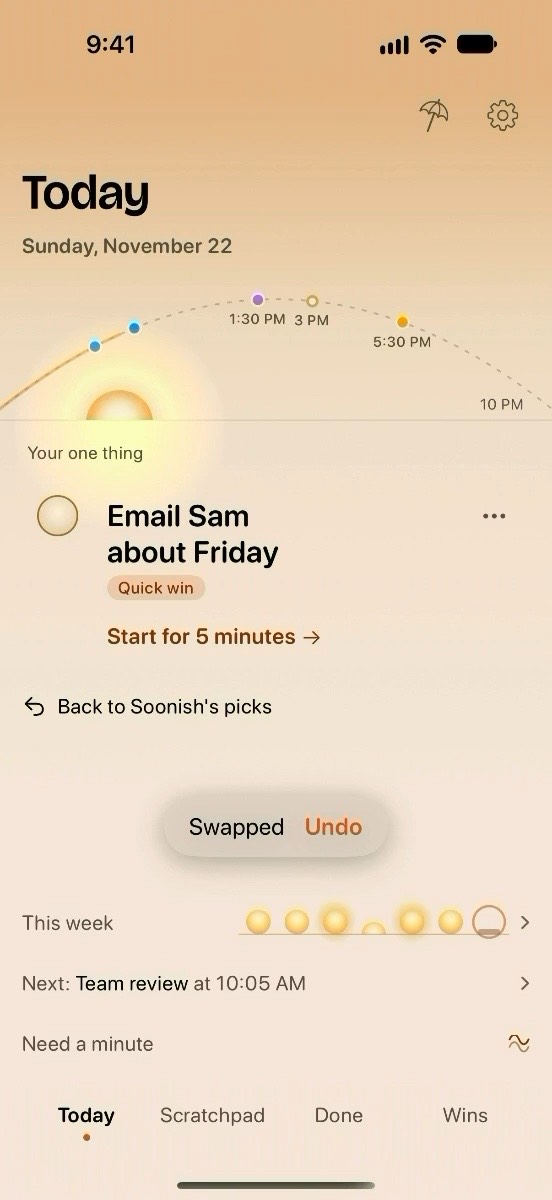 9:41
Today
Sunday, November 22
1:30 PM
3 PM
5:30 PM
10 PM
Your one thing
Email Sam
about Friday
Quick win
Start for 5 minutes →
Back to Soonish's picks
Swapped Undo
This week
Next: Team review at 10:05 AM
Need a minute
Today Scratchpad Done Wins